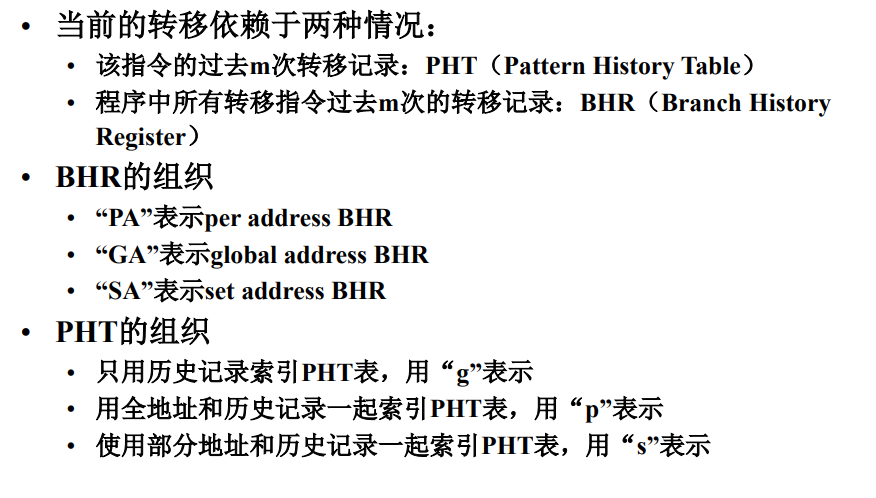 • 当前的转移依赖于两种情况：
• 该指令的过去m次转移记录：PHT（Pattern History Table）
• 程序中所有转移指令过去m次的转移记录：BHR（Branch History
Register）
• BHR的组织
• “PA”表示per address BHR
• “GA”表示global address BHR
• “SA”表示set address BHR
• PHT的组织
• 只用历史记录索引PHT表，用“g”表示
• 用全地址和历史记录一起索引PHT表，用“p”表示
• 使用部分地址和历史记录一起索引PHT表，用“s”表示